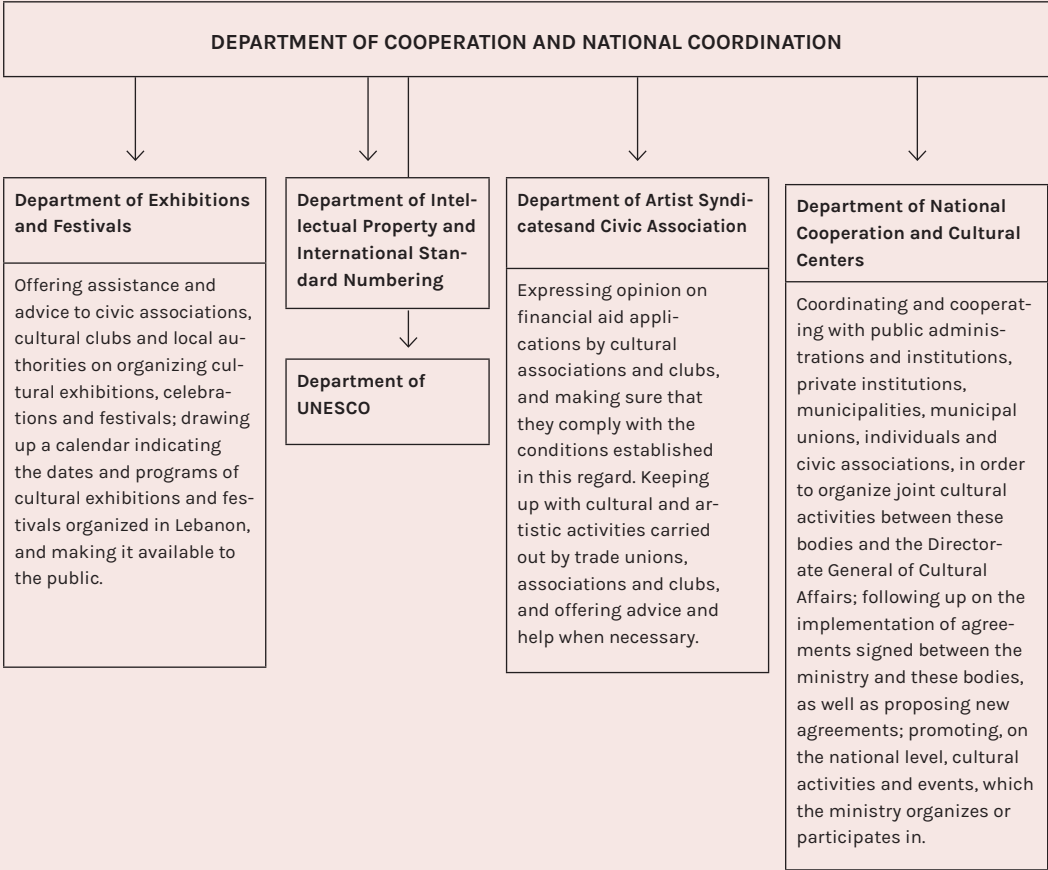 DEPARTMENT OF COOPERATION AND NATIONAL COORDINATION
Department of Exhibitions
and Festivals
Offering assistance and
advice to civic associations,
cultural clubs and local au-
thorities on organizing cul-
tural exhibitions, celebra-
tions and festivals; drawing
up a calendar indicating
the dates and programs of
cultural exhibitions and fes-
tivals organized in Lebanon,
and making it available to
the public.
Department of Intel-
lectual Property and
International Stan-
dard Numbering
Department of
UNESCO
Department of Artist Syndi-
catesand Civic Association
Expressing opinion on
financial aid appli-
cations by cultural
associations and clubs,
and making sure that
they comply with the
conditions established
in this regard. Keeping
up with cultural and ar-
tistic activities carried
out by trade unions,
associations and clubs,
and offering advice and
help when necessary.
Department of National
Cooperation and Cultural
Centers
Coordinating and cooperat-
ing with public adminis-
trations and institutions,
private institutions,
municipalities, municipal
unions, individuals and
civic associations, in order
to organize joint cultural
activities between these
bodies and the Director-
ate General of Cultural
Affairs; following up on the
implementation of agree-
ments signed between the
ministry and these bodies,
as well as proposing new
agreements; promoting, on
the national level, cultural
activities and events, which
the ministry organizes or
participates in.